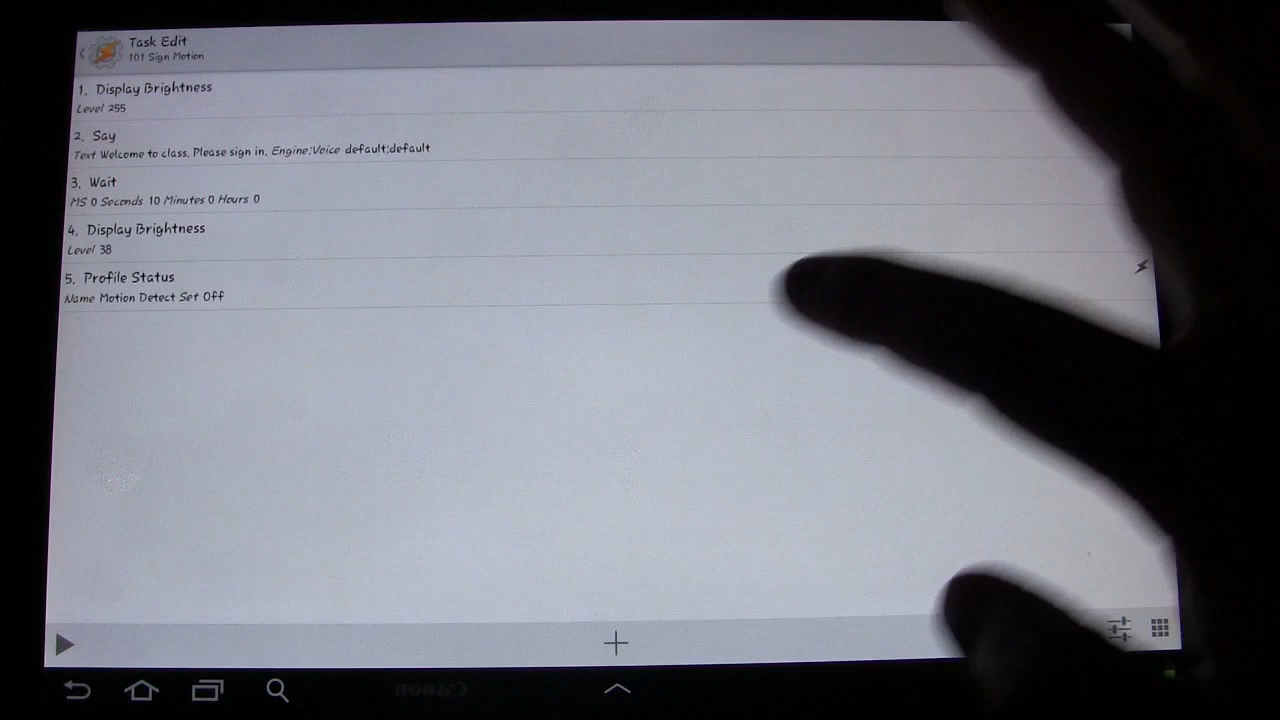 Task Edit
101 Sign Motion
1. Display Brightness
Level 255
2. Say
Text Welcome to class. Please sign in. Engine:Voice default:default
3. Wait
MS 0 Seconds 10 Minutes 0 Hours 0
4. Display Brightness
Level 38
5. Profile Status
Name Motion Detect Set Off
Canon